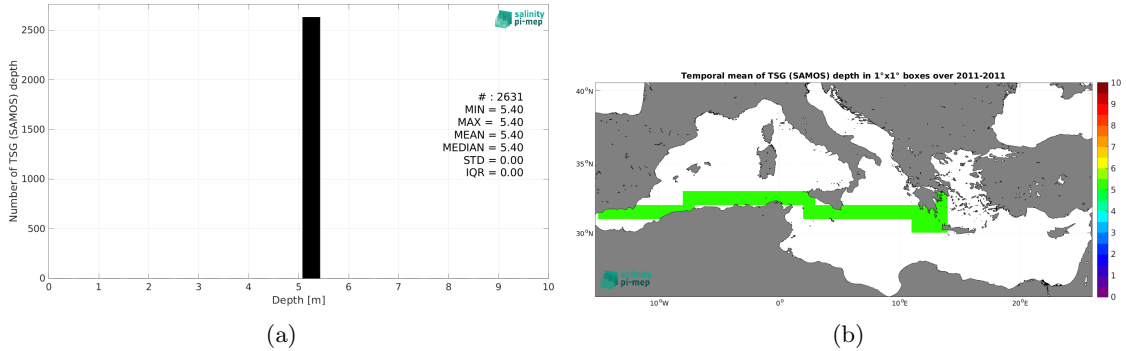 salinity
pi-mep
Number of TSG (SAMOS) depth
2500
2000
1500
1000
500
0
# : 2631
MIN = 5.40
MAX = 5.40
MEAN = 5.40
MEDIAN = 5.40
STD = 0.00
IQR = 0.00
0 1 2 3 4 5 6 7 8 9 10
Depth [m]
(a)
Temporal mean of TSG (SAMOS) depth in 1°x1° boxes over 2011-2011
40°N
35°N
30°N
10°W 0° 10°E 20°E
salinity
pi-mep
10
9
8
7
6
5
4
3
2
1
0
(b)